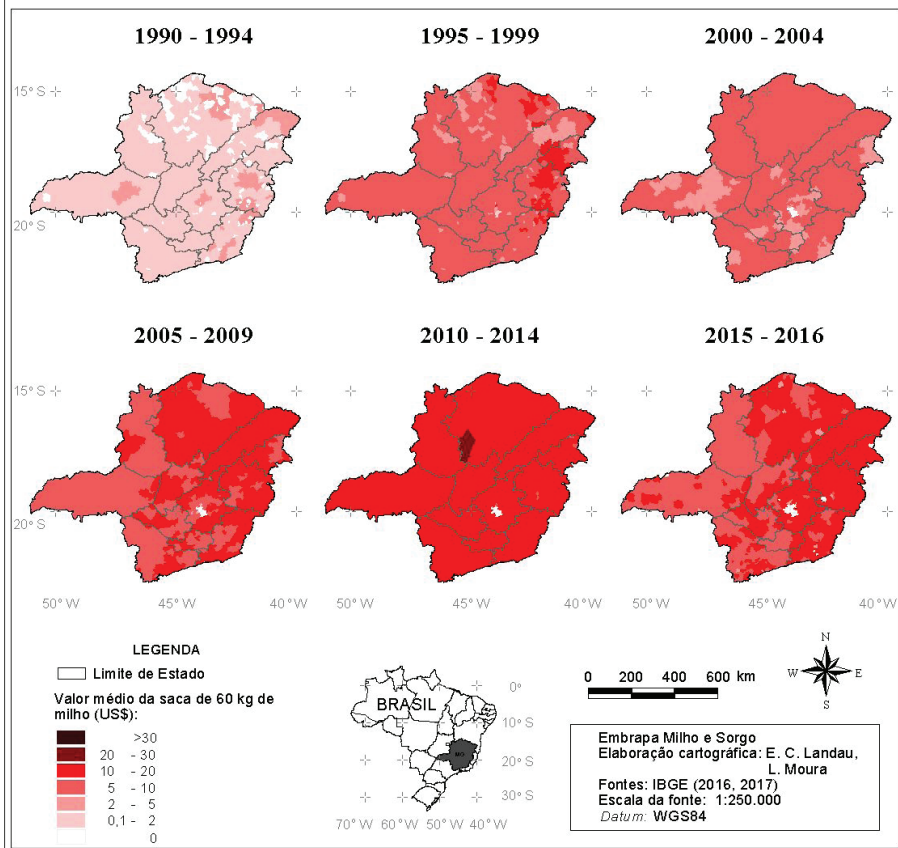 1990 - 1994
1995 - 1999
2000 - 2004
15° S
20° S
2005 - 2009
2010 - 2014
2015 - 2016
15° S
20° S
50° W
45° W
40° W
45° W
40° W
45° W
40° W
LEGENDA
Limite de Estado
Valor médio da saca de 60 kg de
milho (US$):
>30
20 - 30
10 - 20
5 - 10
2 - 5
0,1 - 2
0
BRASIL
MG
0°
10° S
20° S
30° S
70° W 60° W 50° W 40° W
0 200 400 600 km
N
W E
S
Embrapa Milho e Sorgo
Elaboração cartográfica: E. C. Landau,
L. Moura
Fontes: IBGE (2016, 2017)
Escala da fonte: 1:250.000
Datum: WGS84